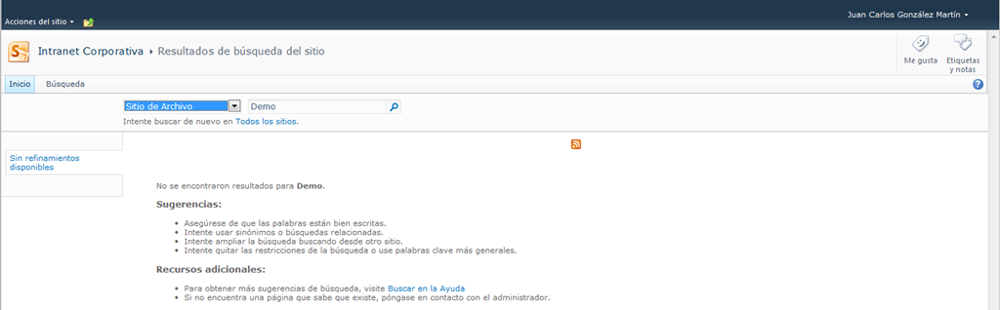 Juan Carlos González Martín
Acciones del sitio
Intranet Corporativa Resultados de búsqueda del sitio
Me gusta
Etiquetas
y notas
Inicio Búsqueda
Sitio de Archivo Demo
Intente buscar de nuevo en Todos los sitios.
Sin refinamientos
disponibles
No se encontraron resultados para Demo.
Sugerencias:
Asegúrese de que las palabras están bien escritas.
Intente usar sinónimos o búsquedas relacionadas.
Intente ampliar la búsqueda buscando desde otro sitio.
Intente quitar las restricciones de la búsqueda o use palabras clave más generales.
Recursos adicionales:
Para obtener más sugerencias de búsqueda, visite Buscar en la Ayuda
Si no encuentra una página que sabe que existe, póngase en contacto con el administrador.